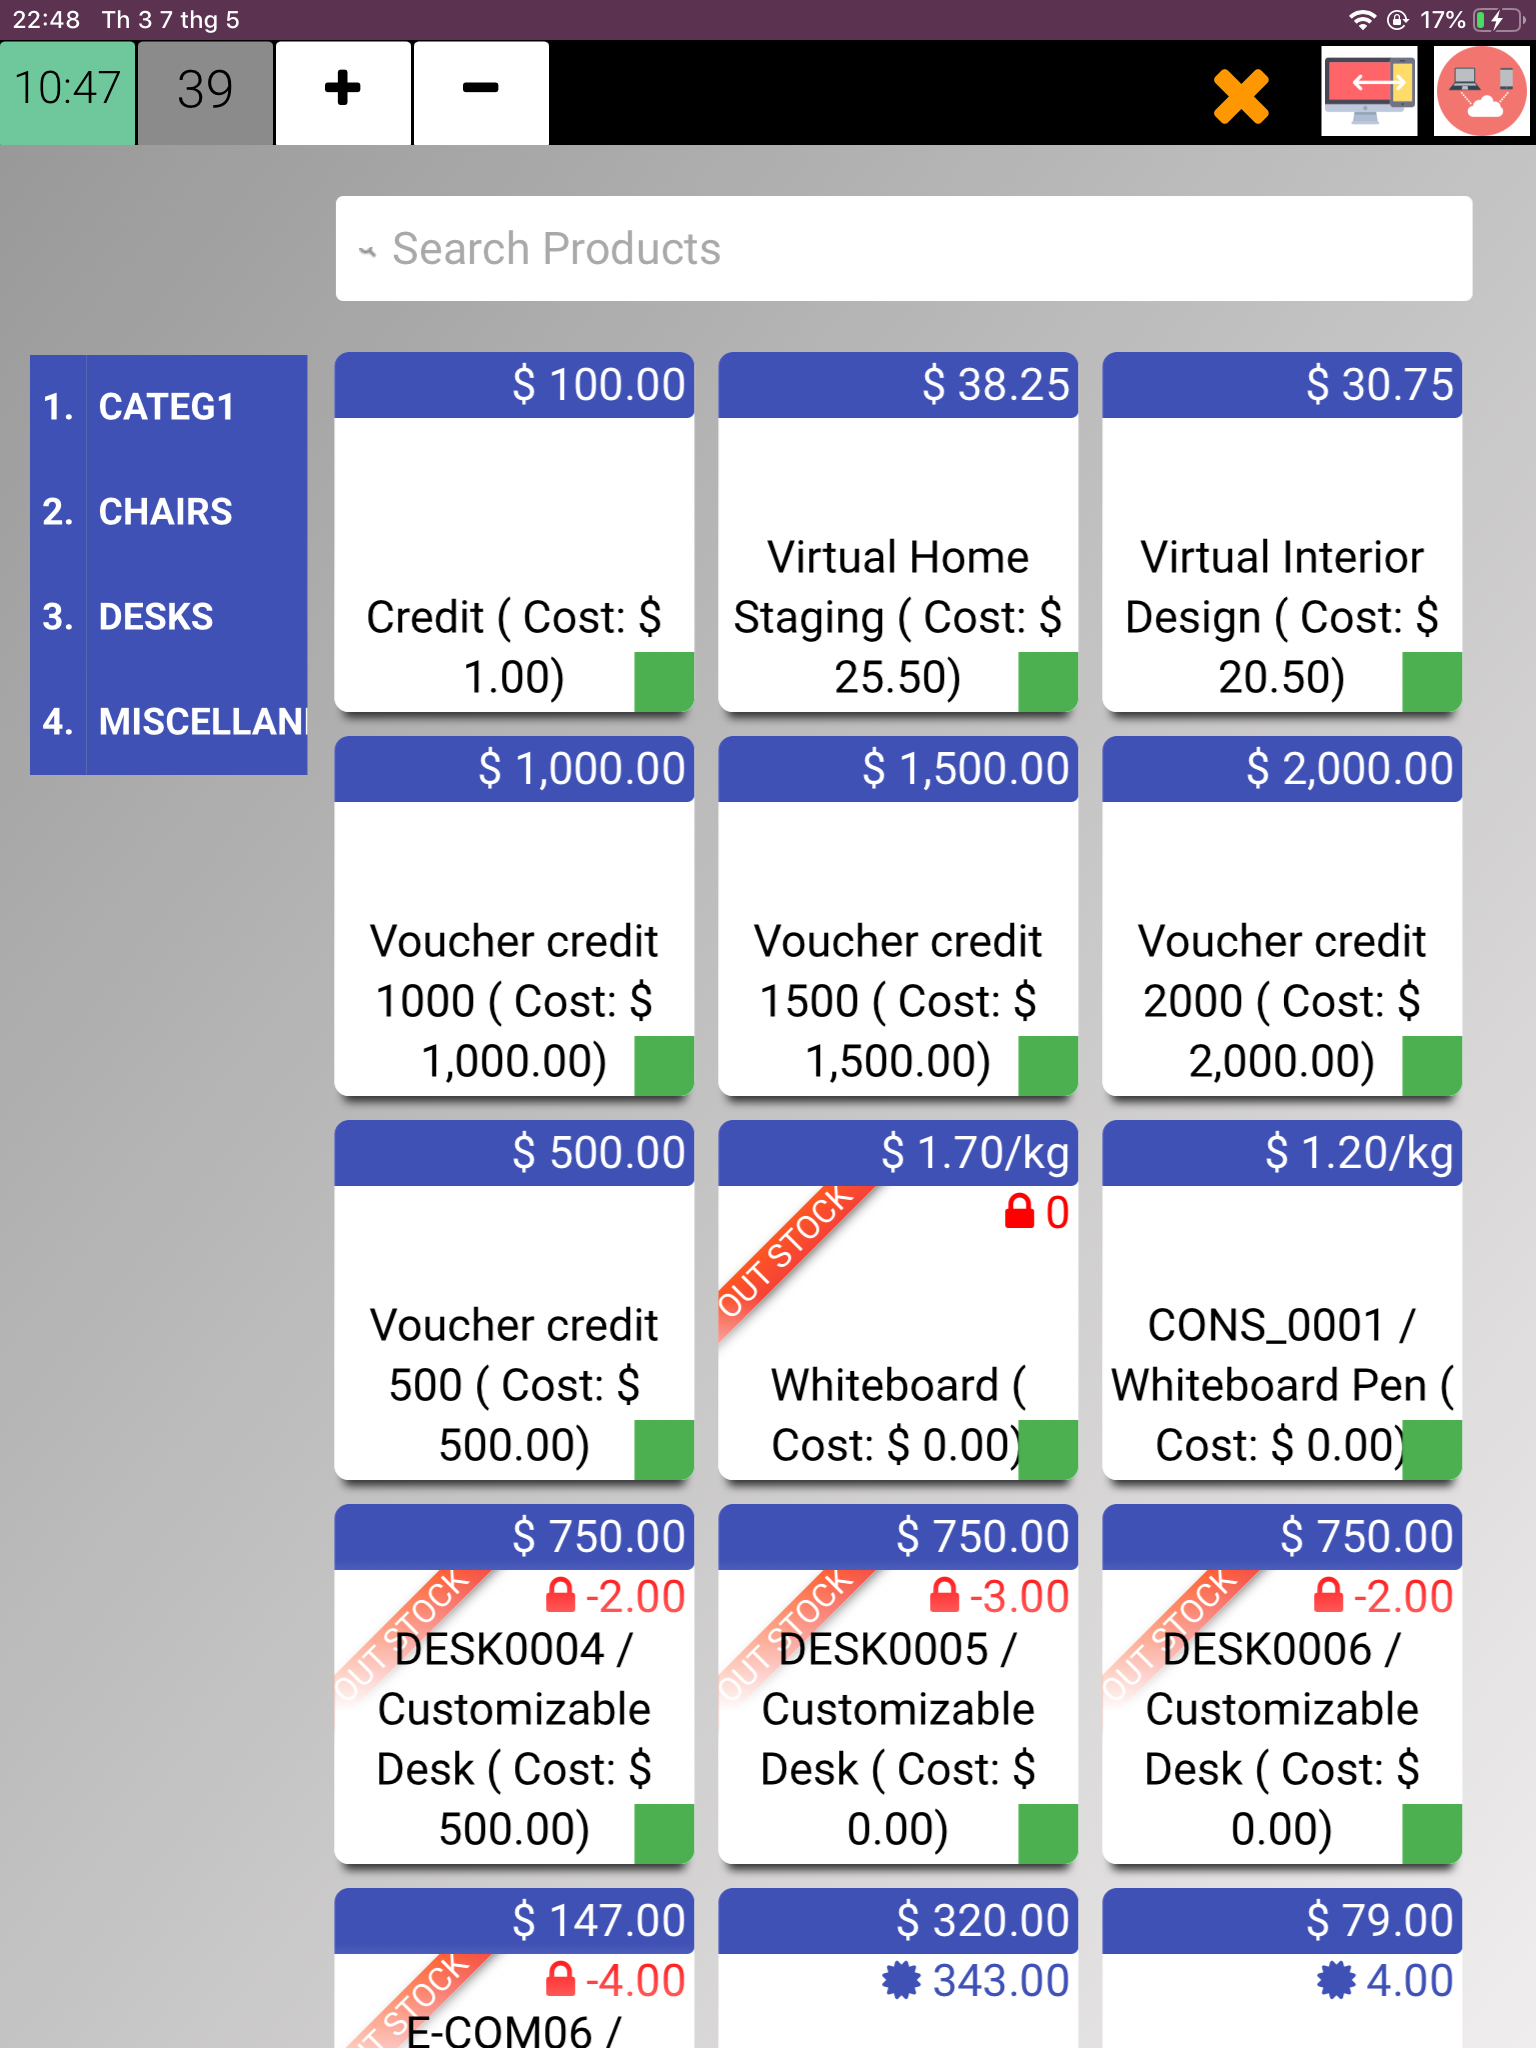 22:48 Th 3 7 thg 5 17%
10:47 39 + −
Search Products
1. CATEG1
2. CHAIRS
3. DESKS
4. MISCELLAN
$ 100.00
Credit ( Cost: $
1.00)
$ 38.25
Virtual Home
Staging ( Cost: $
25.50)
$ 30.75
Virtual Interior
Design ( Cost: $
20.50)
$ 1,000.00
Voucher credit
1000 ( Cost: $
1,000.00)
$ 1,500.00
Voucher credit
1500 ( Cost: $
1,500.00)
$ 2,000.00
Voucher credit
2000 ( Cost: $
2,000.00)
$ 500.00
Voucher credit
500 ( Cost: $
500.00)
$ 1.70/kg
OUT STOCK
0
Whiteboard (
Cost: $ 0.00)
$ 1.20/kg
CONS_0001 /
Whiteboard Pen (
Cost: $ 0.00)
$ 750.00
OUT STOCK
-2.00
DESK0004 /
Customizable
Desk ( Cost: $
500.00)
$ 750.00
OUT STOCK
-3.00
DESK0005 /
Customizable
Desk ( Cost: $
0.00)
$ 750.00
OUT STOCK
-2.00
DESK0006 /
Customizable
Desk ( Cost: $
0.00)
$ 147.00
T STOCK
-4.00
E-COM06 /
$ 320.00
343.00
$ 79.00
4.00